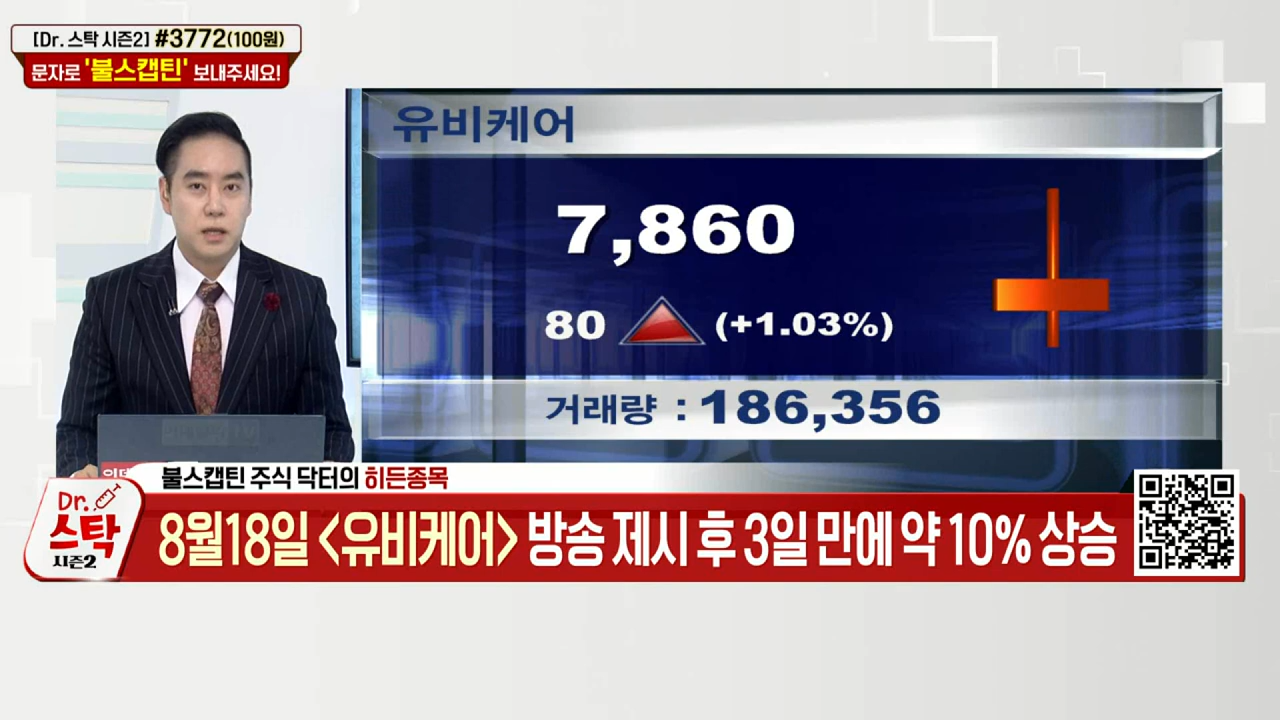 [Dr. 스탁 시즌2] #3772(100원)
문자로 '불스캡틴' 보내주세요!
유비케어
7,860
80 (+1.03%)
거래량 : 186,356
불스캡틴 주식 닥터의 히든종목
Dr.
스탁
시즌2
8월18일 <유비케어> 방송 제시 후 3일 만에 약 10% 상승